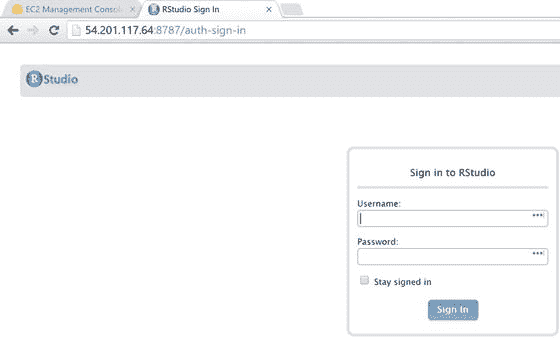 EC2 Management Consol
RStudio Sign In
54.201.117.64:8787/auth-sign-in
RStudio
Sign in to RStudio
Username:
Password:
Stay signed in
Sign In